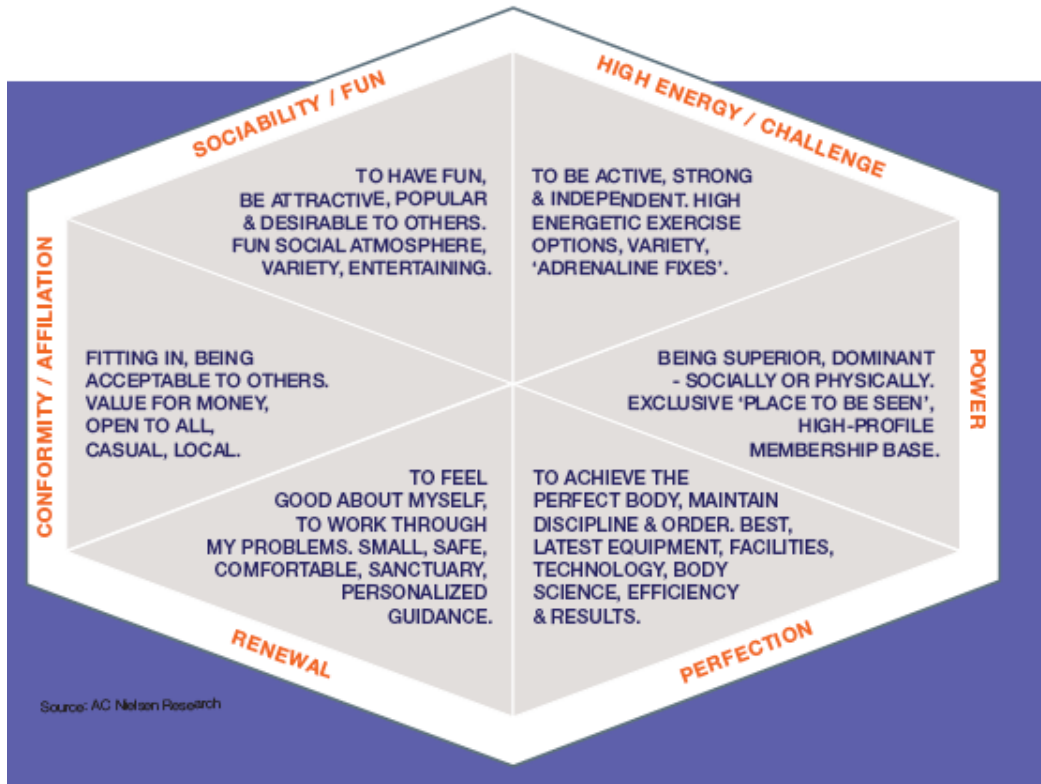 SOCIABILITY / FUN
TO HAVE FUN,
BE ATTRACTIVE, POPULAR
& DESIRABLE TO OTHERS.
FUN SOCIAL ATMOSPHERE,
VARIETY, ENTERTAINING.
HIGH ENERGY / CHALLENGE
TO BE ACTIVE, STRONG
& INDEPENDENT. HIGH
ENERGETIC EXERCISE
OPTIONS, VARIETY,
‘ADRENALINE FIXES’.
CONFORMITY / AFFILIATION
FITTING IN, BEING
ACCEPTABLE TO OTHERS.
VALUE FOR MONEY,
OPEN TO ALL,
CASUAL, LOCAL.
POWER
BEING SUPERIOR, DOMINANT
- SOCIALLY OR PHYSICALLY.
EXCLUSIVE ‘PLACE TO BE SEEN’,
HIGH-PROFILE
MEMBERSHIP BASE.
TO FEEL
GOOD ABOUT MYSELF,
TO WORK THROUGH
MY PROBLEMS. SMALL, SAFE,
COMFORTABLE, SANCTUARY,
PERSONALIZED
GUIDANCE.
RENEWAL
TO ACHIEVE THE
PERFECT BODY, MAINTAIN
DISCIPLINE & ORDER. BEST,
LATEST EQUIPMENT, FACILITIES,
TECHNOLOGY, BODY
SCIENCE, EFFICIENCY
& RESULTS.
PERFECTION
Source: AC Nielsen Research